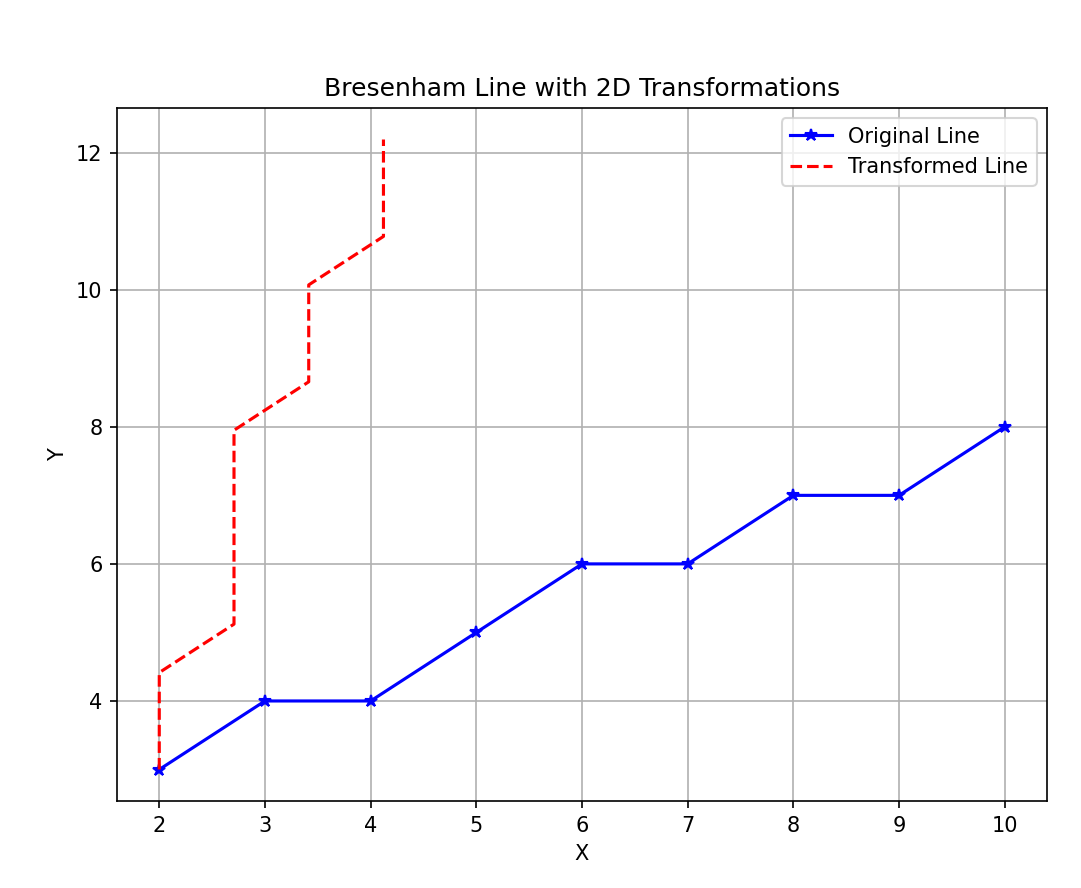 Bresenham Line with 2D Transformations
Original Line
Transformed Line
12
10
8
6
4
Y
2 3 4 5 6 7 8 9 10
X